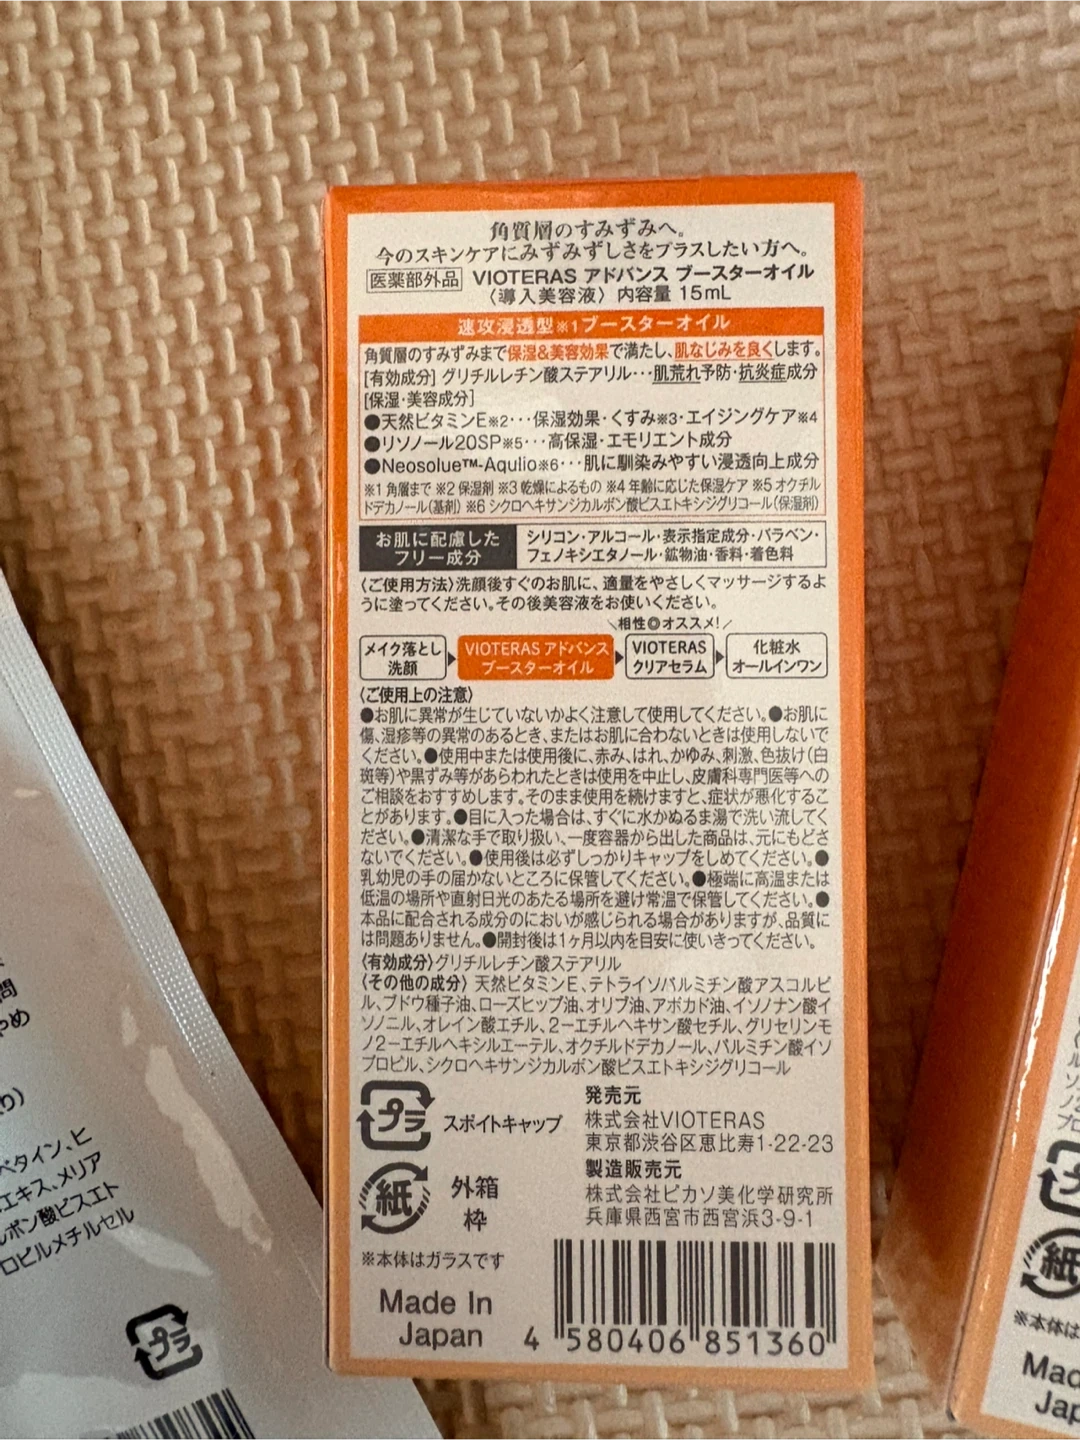 角質層のすみずみへ。
今のスキンケアにみずみずしさをプラスしたい方へ。
医薬部外品 VIOTERAS アドバンス ブースターオイル
〈導入美容液〉 内容量 15mL
速攻浸透型※1ブースターオイル
角質層のすみずみまで保湿&美容効果で満たし、肌なじみを良くします。
[有効成分] グリチルレチン酸ステアリル…肌荒れ予防・抗炎症成分
[保湿・美容成分]
●天然ビタミンE※2…保湿効果・くすみ※3・エイジングケア※4
●リソノール20SP※5…高保湿・エモリエント成分
●Neosolue™-Aqulio※6…肌に馴染みやすい浸透向上成分
※1 角層まで ※2 保湿剤 ※3 乾燥によるもの ※4 年齢に応じた保湿ケア ※5 オクチル
ドデカノール(基剤) ※6 シクロヘキサンジカルボン酸ビスエトキシジグリコール(保湿剤)
お肌に配慮した
フリー成分
シリコン・アルコール・表示指定成分・パラベン・
フェノキシエタノール・鉱物油・香料・着色料
〈ご使用方法〉洗顔後すぐのお肌に、適量をやさしくマッサージするよ
うに塗ってください。その後美容液をお使いください。
\相性◎オススメ!/
メイク落とし
洗顔
VIOTERAS アドバンス
ブースターオイル
VIOTERAS
クリアセラム
化粧水
オールインワン
〈ご使用上の注意〉
●お肌に異常が生じていないかよく注意して使用してください。●お肌に
傷、湿疹等の異常のあるとき、またはお肌に合わないときは使用しないで
ください。●使用中または使用後に、赤み、はれ、かゆみ、刺激、色抜け(白
斑等)や黒ずみ等があらわれたときは使用を中止し、皮膚科専門医等への
ご相談をおすすめします。そのまま使用を続けますと、症状が悪化するこ
とがあります。●目に入った場合は、すぐに水かぬるま湯で洗い流してく
ださい。●清潔な手で取り扱い、一度容器から出した商品は、元にもどさ
ないでください。●使用後は必ずしっかりキャップをしめてください。●
乳幼児の手の届かないところに保管してください。●極端に高温または
低温の場所や直射日光のあたる場所を避け常温で保管してください。●
本品に配合される成分のにおいが感じられる場合がありますが、品質に
は問題ありません。●開封後は1ヶ月以内を目安に使いきってください。
〈有効成分〉グリチルレチン酸ステアリル
〈その他の成分〉天然ビタミンE、テトライソパルミチン酸アスコルビ
ル、ブドウ種子油、ローズヒップ油、オリブ油、アボカド油、イソノナン酸イ
ソノニル、オレイン酸エチル、2-エチルヘキサン酸セチル、グリセリンモ
ノ2-エチルヘキシルエーテル、オクチルドデカノール、パルミチン酸イソ
プロピル、シクロヘキサンジカルボン酸ビスエトキシジグリコール
プラ スポイトキャップ
紙 外箱
枠
※本体はガラスです
発売元
株式会社VIOTERAS
東京都渋谷区恵比寿1-22-23
製造販売元
株式会社ピカソ美化学研究所
兵庫県西宮市西宮浜3-9-1
Made In
Japan
4 580406 851360
問
やめ
り)
ベタイン、ヒ
エキス、メリア
ルボン酸ビスエト
ロピルメチルセル
プラ
紙
※本体は
Mad
Jap